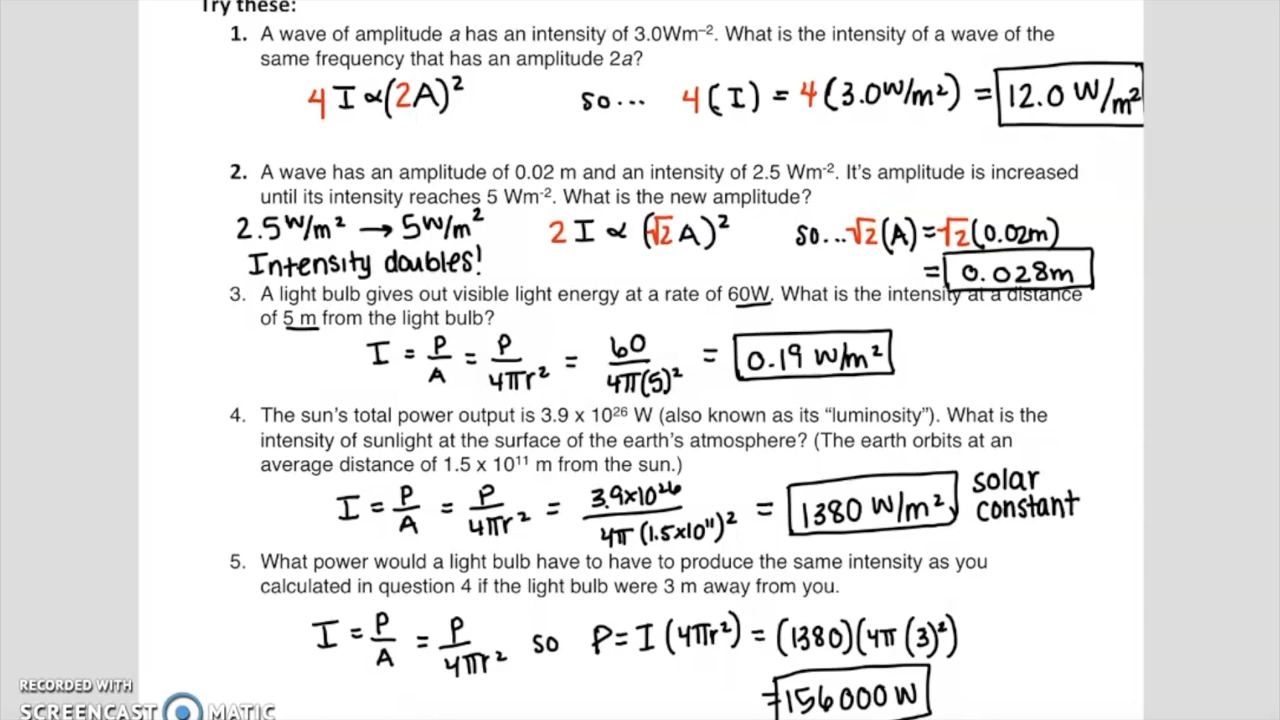 Try these:
1. A wave of amplitude a has an intensity of 3.0Wm⁻². What is the intensity of a wave of the
same frequency that has an amplitude 2a?
4 I ∝ (2A)² so... 4(I) = 4(3.0W/m²) = 12.0 W/m²
2. A wave has an amplitude of 0.02 m and an intensity of 2.5 Wm⁻². It's amplitude is increased
until its intensity reaches 5 Wm⁻². What is the new amplitude?
2.5W/m² → 5W/m² 2 I ∝ (√2A)² so...√2(A)=√2(0.02m)
Intensity doubles! = 0.028m
3. A light bulb gives out visible light energy at a rate of 60W. What is the intensity at a distance
of 5 m from the light bulb?
I = P/A = P/4πr² = 60/4π(5)² = 0.19 W/m²
4. The sun's total power output is 3.9 x 10²⁶ W (also known as its “luminosity”). What is the
intensity of sunlight at the surface of the earth's atmosphere? (The earth orbits at an
average distance of 1.5 x 10¹¹ m from the sun.)
I = P/A = P/4πr² = 3.9x10²⁶/4π(1.5x10¹¹)² = 1380 W/m² solar
constant
5. What power would a light bulb have to have to produce the same intensity as you
calculated in question 4 if the light bulb were 3 m away from you.
I = P/A = P/4πr² so P=I(4πr²) = (1380)(4π(3)²)
=156000W
RECORDED WITH
SCREENCAST MATIC